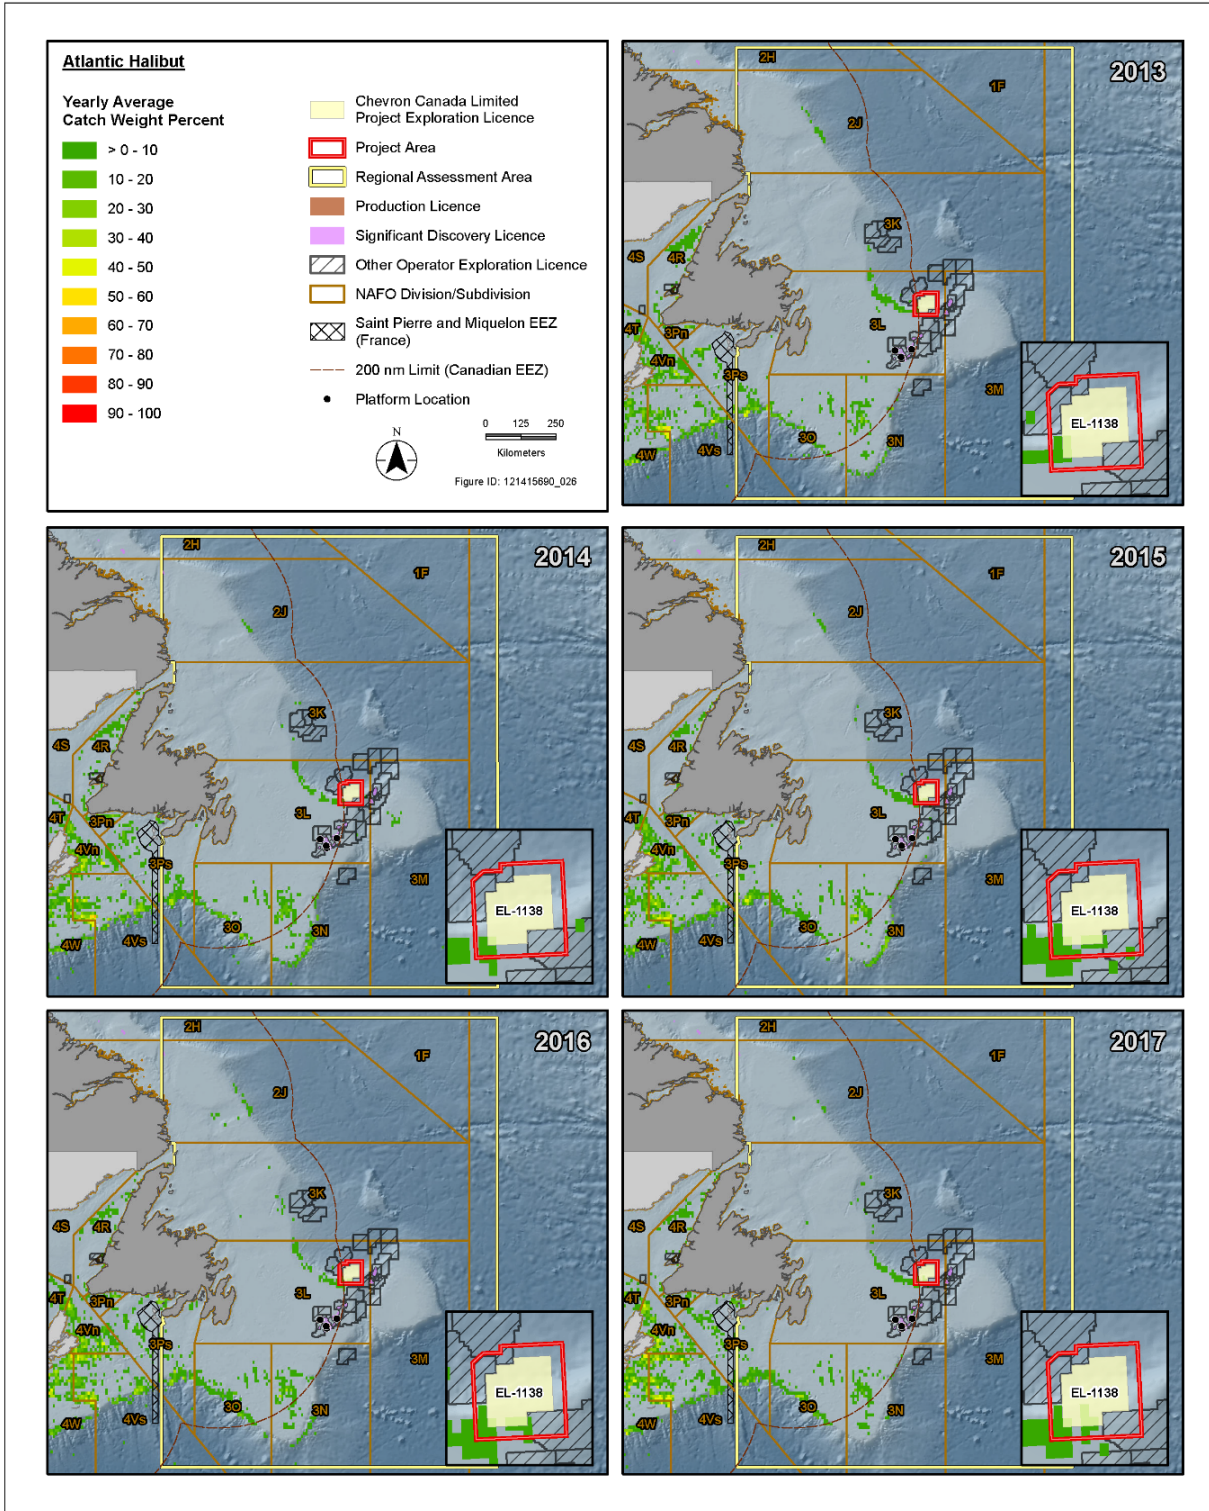 Atlantic Halibut
Yearly Average
Catch Weight Percent
> 0 - 10
10 - 20
20 - 30
30 - 40
40 - 50
50 - 60
60 - 70
70 - 80
80 - 90
90 - 100
Chevron Canada Limited
Project Exploration Licence
Project Area
Regional Assessment Area
Production Licence
Significant Discovery Licence
Other Operator Exploration Licence
NAFO Division/Subdivision
Saint Pierre and Miquelon EEZ
(France)
200 nm Limit (Canadian EEZ)
Platform Location
N
0 125 250
Kilometers
Figure ID: 121415690_026
2013
2H
1F
2J
3K
4S
4R
3L
4T
3Pn
4Vn
3Ps
3M
3O
3N
4Vs
4W
EL-1138
2014
2H
1F
2J
3K
4S
4R
3L
4T
3Pn
4Vn
3Ps
3M
3O
3N
4Vs
4W
EL-1138
2015
2H
1F
2J
3K
4S
4R
3L
4T
3Pn
4Vn
3Ps
3M
3O
3N
4Vs
4W
EL-1138
2016
2H
1F
2J
3K
4S
4R
3L
4T
3Pn
4Vn
3Ps
3M
3O
3N
4Vs
4W
EL-1138
2017
2H
1F
2J
3K
4S
4R
3L
4T
3Pn
4Vn
3Ps
3M
3O
3N
4Vs
4W
EL-1138